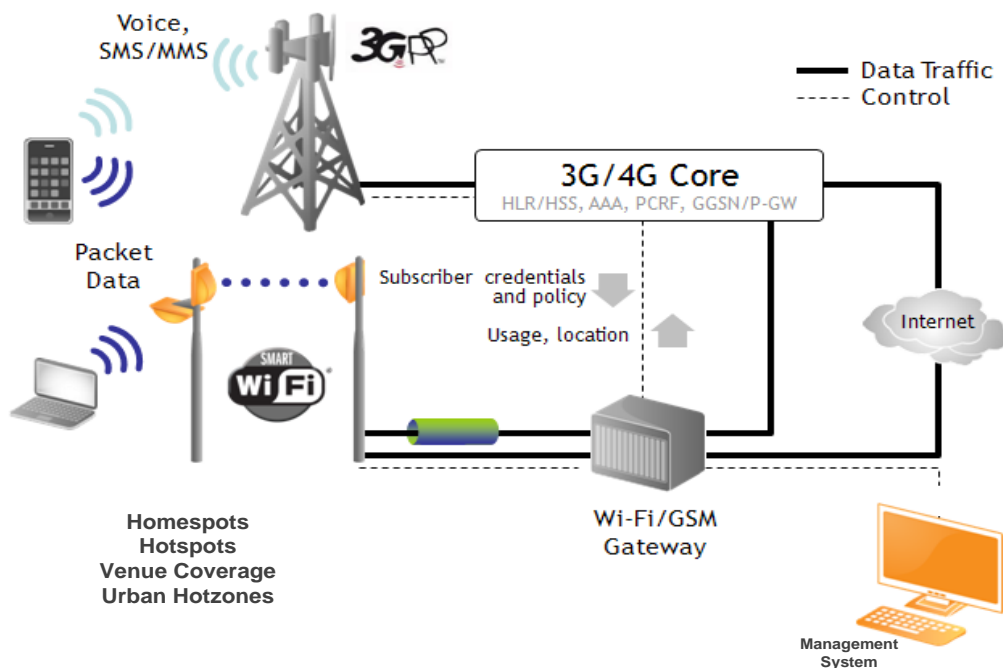 Voice,
SMS/MMS
3GPP
Data Traffic
Control
3G/4G Core
HLR/HSS, AAA, PCRF, GGSN/P-GW
Packet
Data
Subscriber credentials
and policy
Usage, location
Internet
SMART
Wi Fi
Wi-Fi/GSM
Gateway
Homespots
Hotspots
Venue Coverage
Urban Hotzones
Management
System